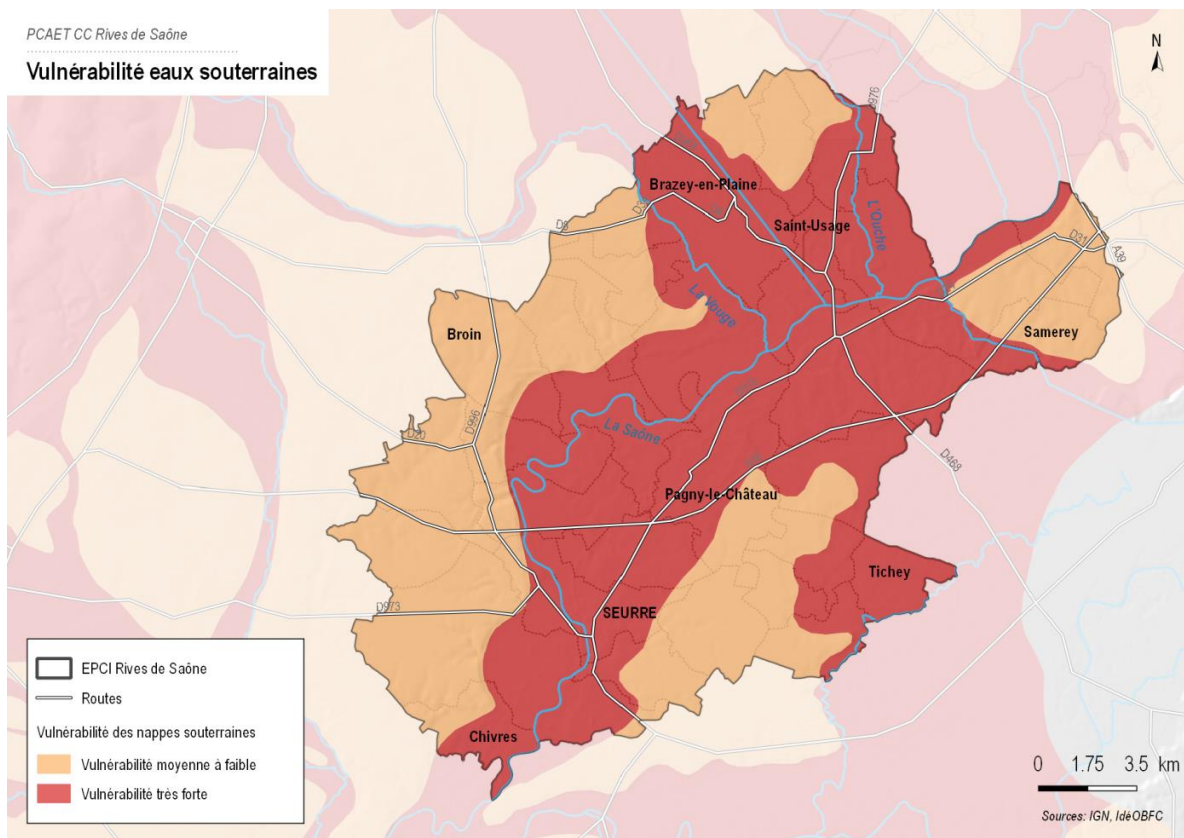 PCAET CC Rives de Saône
Vulnérabilité eaux souterraines
N
D976
Brazey-en-Plaine
Saint-Usage
L'Ouche
D31
A39
La Vouge
Samerey
Broin
D996
D20
La Saône
D468
Pagny-le-Château
Tichey
D973
SEURRE
Chivres
EPCI Rives de Saône
Routes
Vulnérabilité des nappes souterraines
Vulnérabilité moyenne à faible
Vulnérabilité très forte
0 1.75 3.5 km
Sources: IGN, IdéOBFC